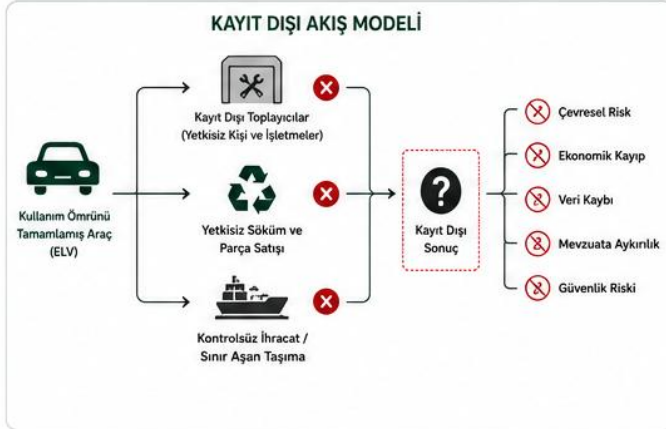 KAYIT DIŞI AKIŞ MODELİ
Kullanım Ömrünü
Tamamlamış Araç
(ELV)
Kayıt Dışı Toplayıcılar
(Yetkisiz Kişi ve İşletmeler)
Yetkisiz Söküm ve
Parça Satışı
Kontrolsüz İhracat /
Sınır Aşan Taşıma
?
Kayıt Dışı
Sonuç
Çevresel Risk
Ekonomik Kayıp
Veri Kaybı
Mevzuata Aykırılık
Güvenlik Riski